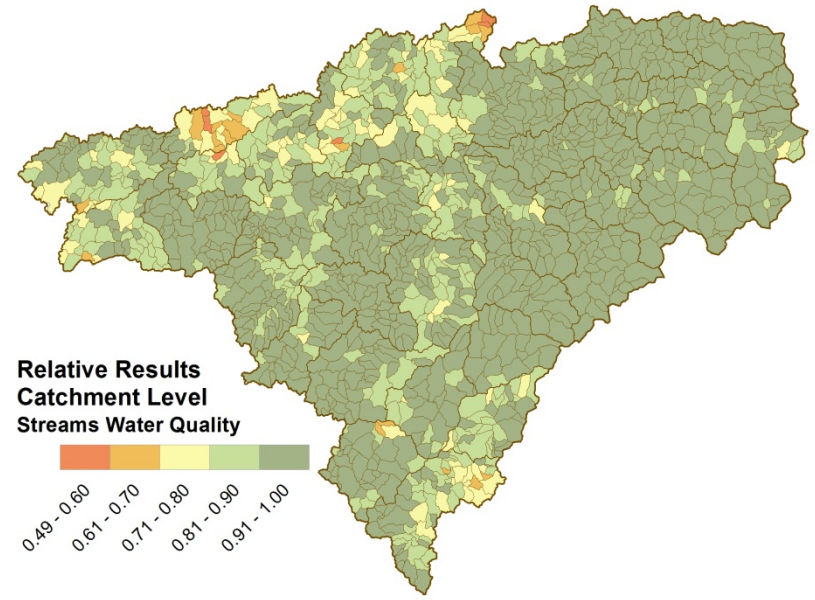 Relative Results
Catchment Level
Streams Water Quality
0.49 - 0.60
0.61 - 0.70
0.71 - 0.80
0.81 - 0.90
0.91 - 1.00